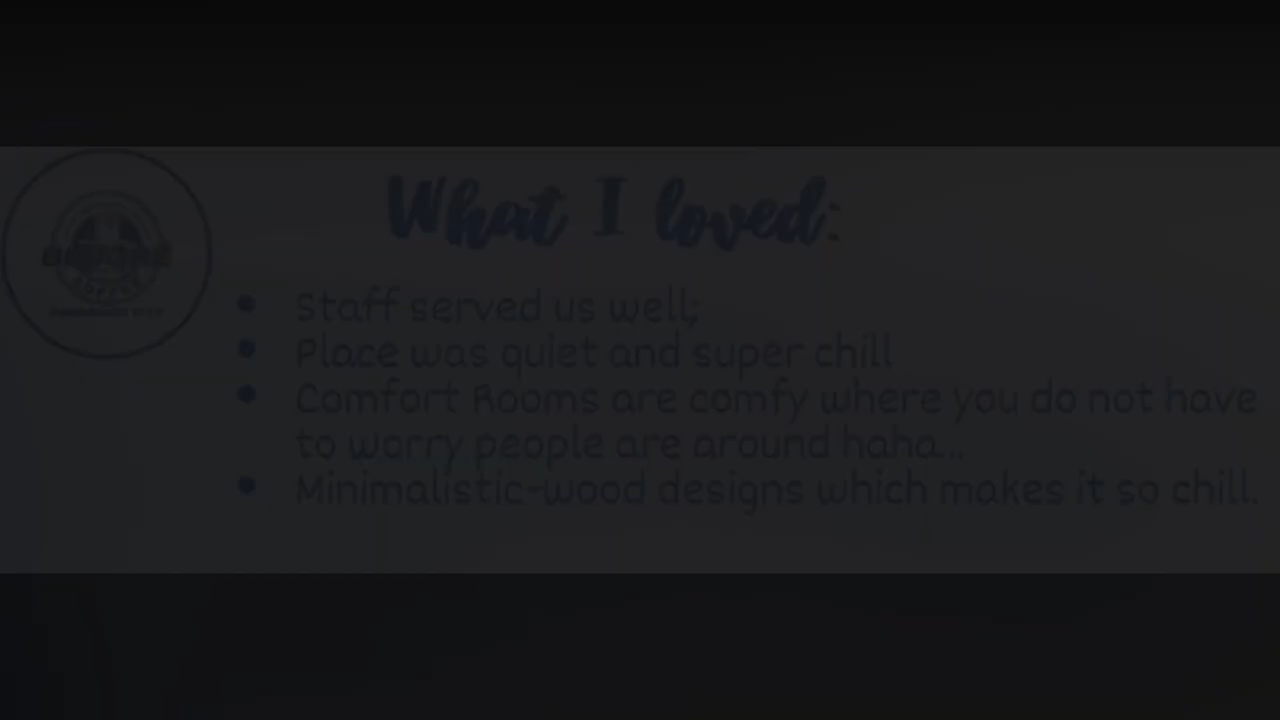 What I loved:
Staff served us well;
Place was quiet and super chill
Comfort Rooms are comfy where you do not have
to worry people are around haha...
Minimalistic-wood designs which makes it so chill.